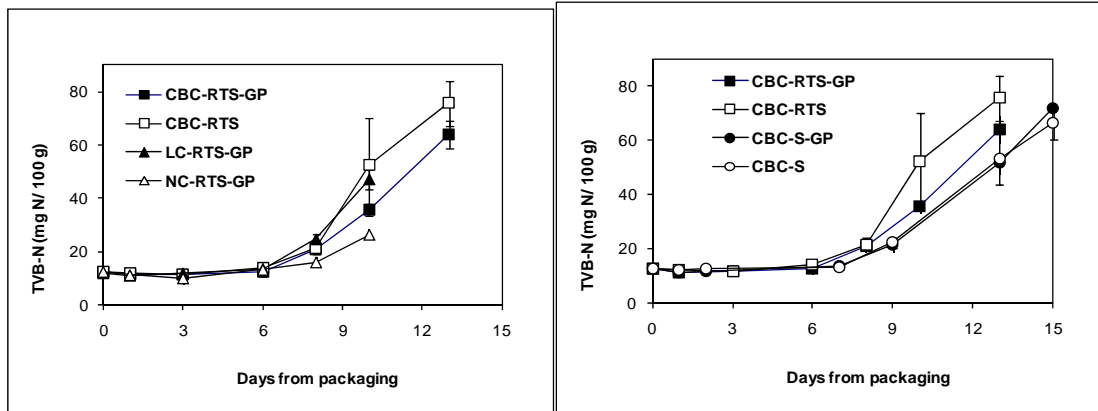 TVB-N (mg N/ 100 g)
80
60
40
20
0
CBC-RTS-GP
CBC-RTS
LC-RTS-GP
NC-RTS-GP
0 3 6 9 12 15
Days from packaging
TVB-N (mg N/ 100 g)
80
60
40
20
0
CBC-RTS-GP
CBC-RTS
CBC-S-GP
CBC-S
0 3 6 9 12 15
Days from packaging